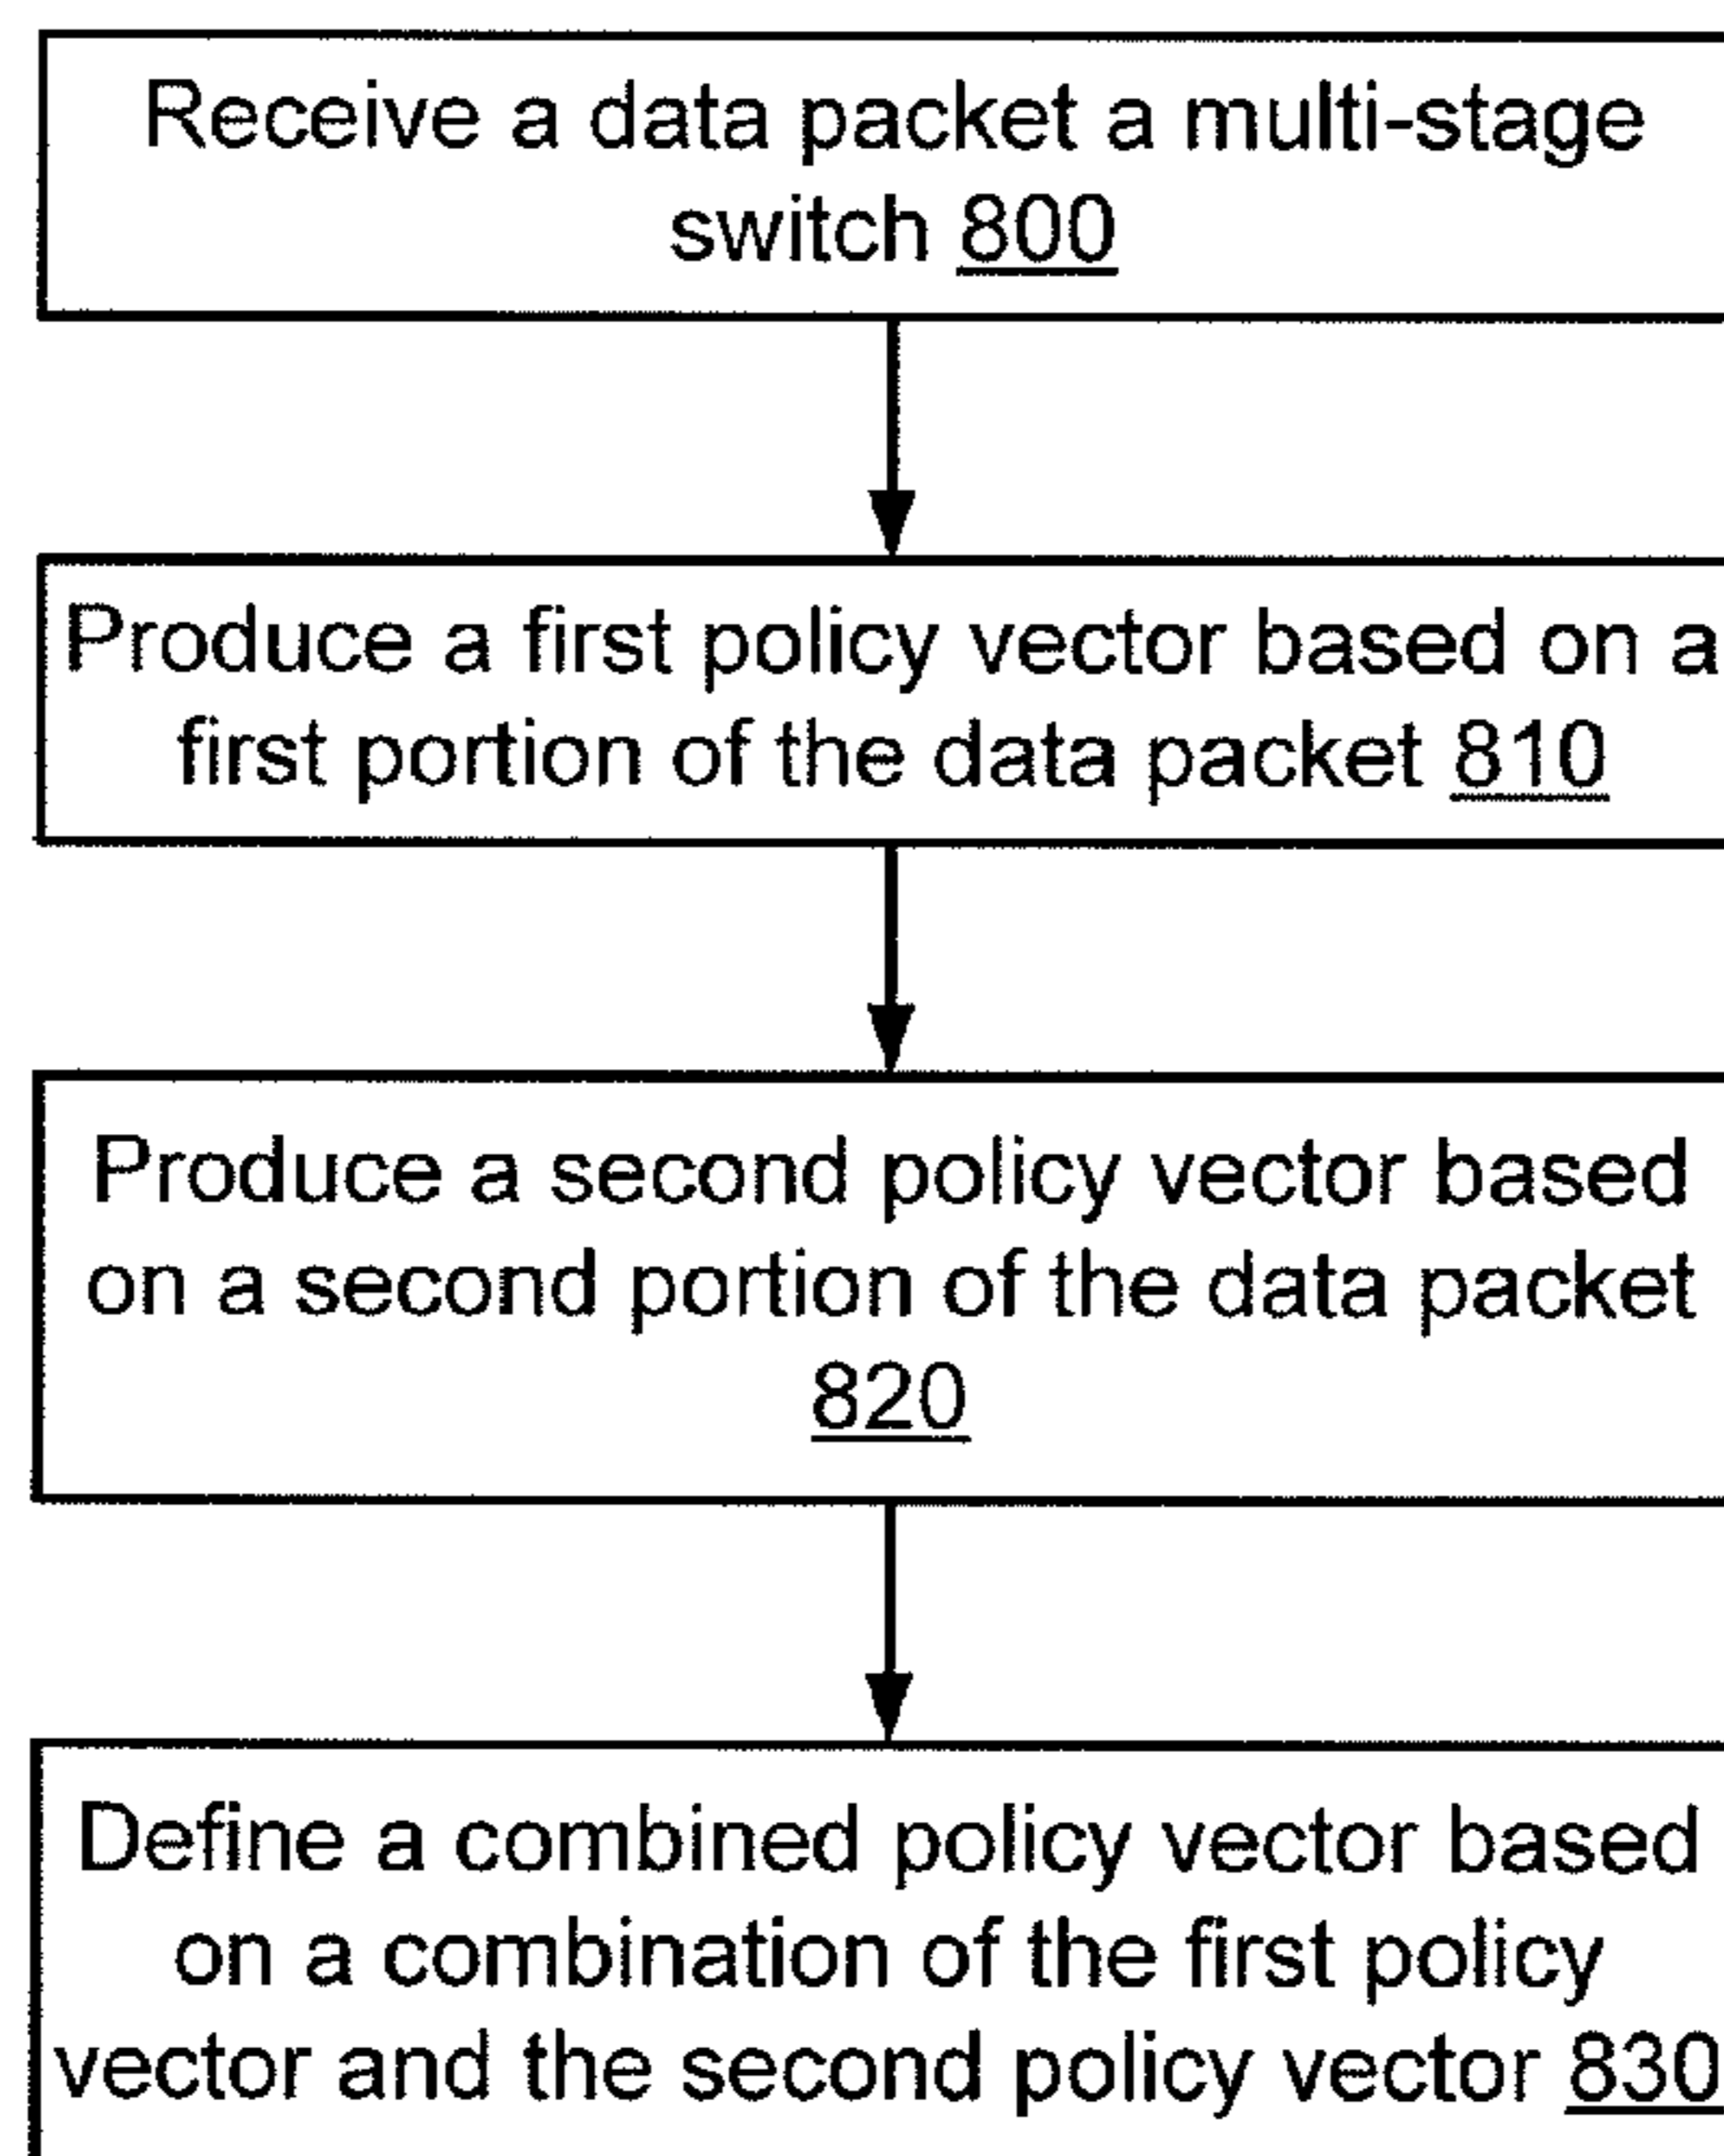 Receive a data packet a multi-stage
switch 800
Produce a first policy vector based on a
first portion of the data packet 810
Produce a second policy vector based
on a second portion of the data packet
820
Define a combined policy vector based
on a combination of the first policy
vector and the second policy vector 830